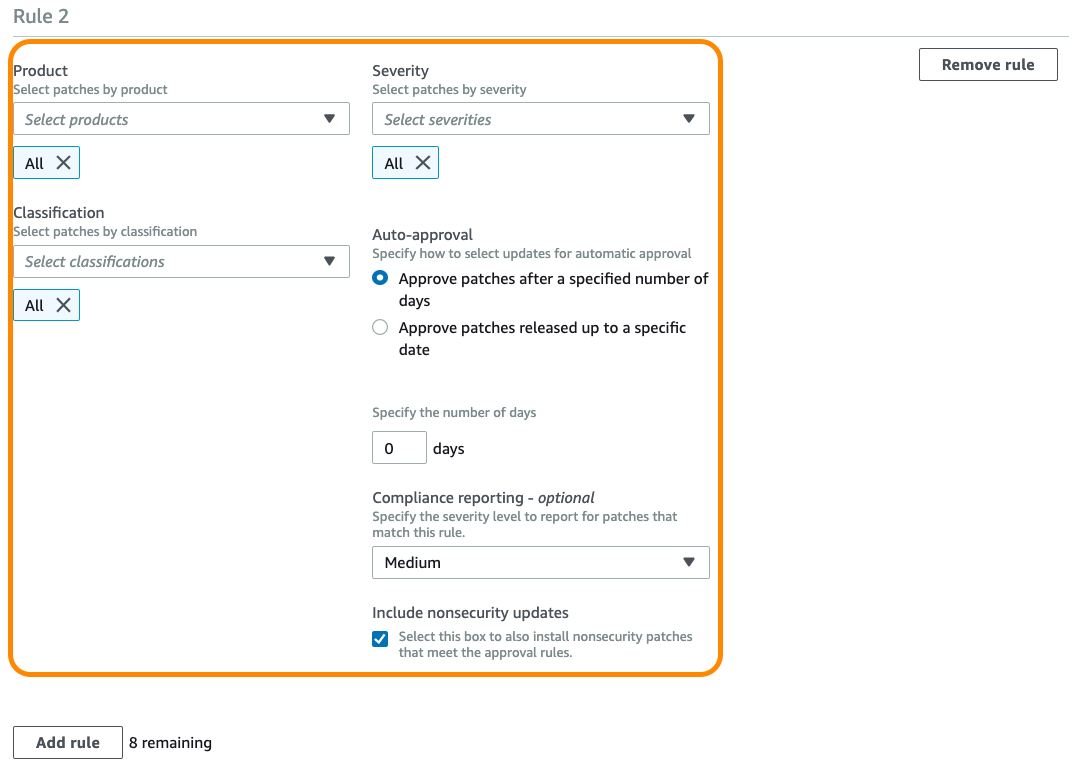 Rule 2
Remove rule
Product
Select patches by product
Select products
All
Classification
Select patches by classification
Select classifications
All
Severity
Select patches by severity
Select severities
All
Auto-approval
Specify how to select updates for automatic approval
Approve patches after a specified number of
days
Approve patches released up to a specific
date
Specify the number of days
0 days
Compliance reporting - optional
Specify the severity level to report for patches that
match this rule.
Medium
Include nonsecurity updates
Select this box to also install nonsecurity patches
that meet the approval rules.
Add rule 8 remaining